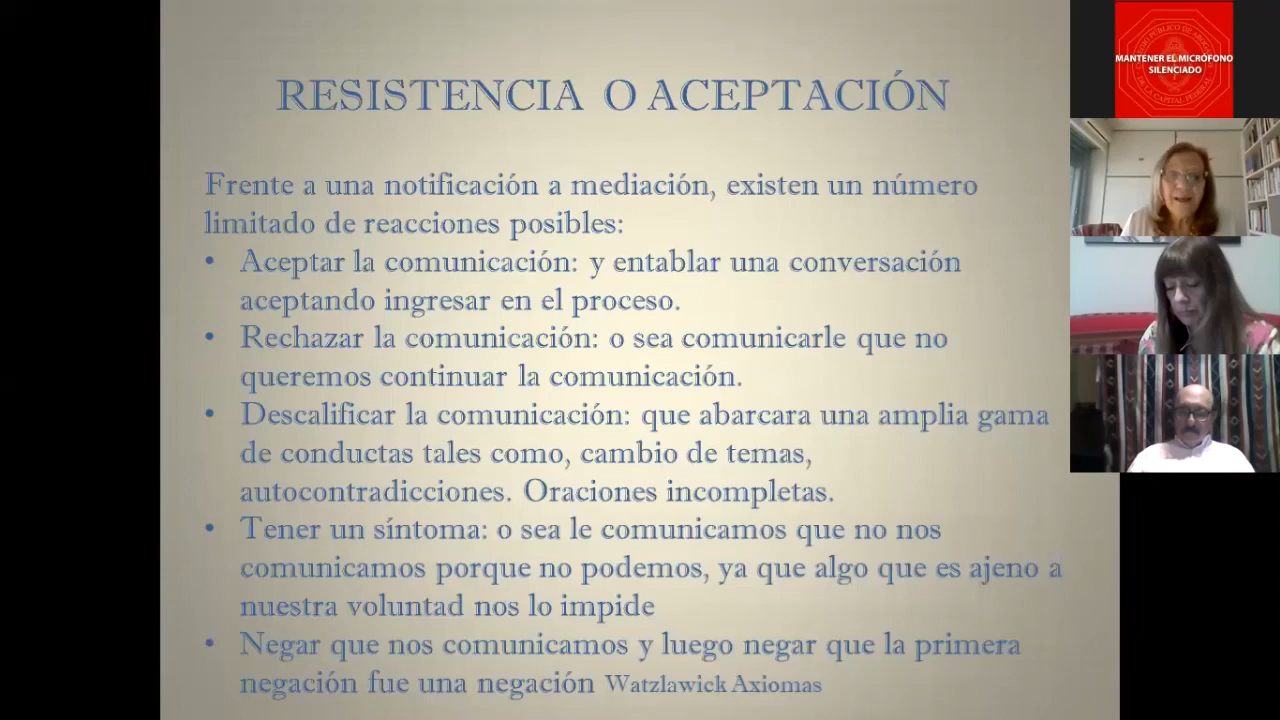 RESISTENCIA O ACEPTACIÓN
Frente a una notificación a mediación, existen un número
limitado de reacciones posibles:
• Aceptar la comunicación: y entablar una conversación
aceptando ingresar en el proceso.
• Rechazar la comunicación: o sea comunicarle que no
queremos continuar la comunicación.
• Descalificar la comunicación: que abarcara una amplia gama
de conductas tales como, cambio de temas,
autocontradicciones. Oraciones incompletas.
• Tener un síntoma: o sea le comunicamos que no nos
comunicamos porque no podemos, ya que algo que es ajeno a
nuestra voluntad nos lo impide
• Negar que nos comunicamos y luego negar que la primera
negación fue una negación Watzlawick Axiomas
MANTENER EL MICRÓFONO
SILENCIADO
DE LA CAPITAL FEDERAL